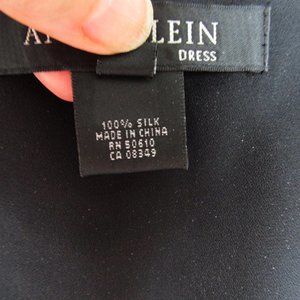 LEIN
DRESS
100% SILK
MADE IN CHINA
RN 50610
CA 08349